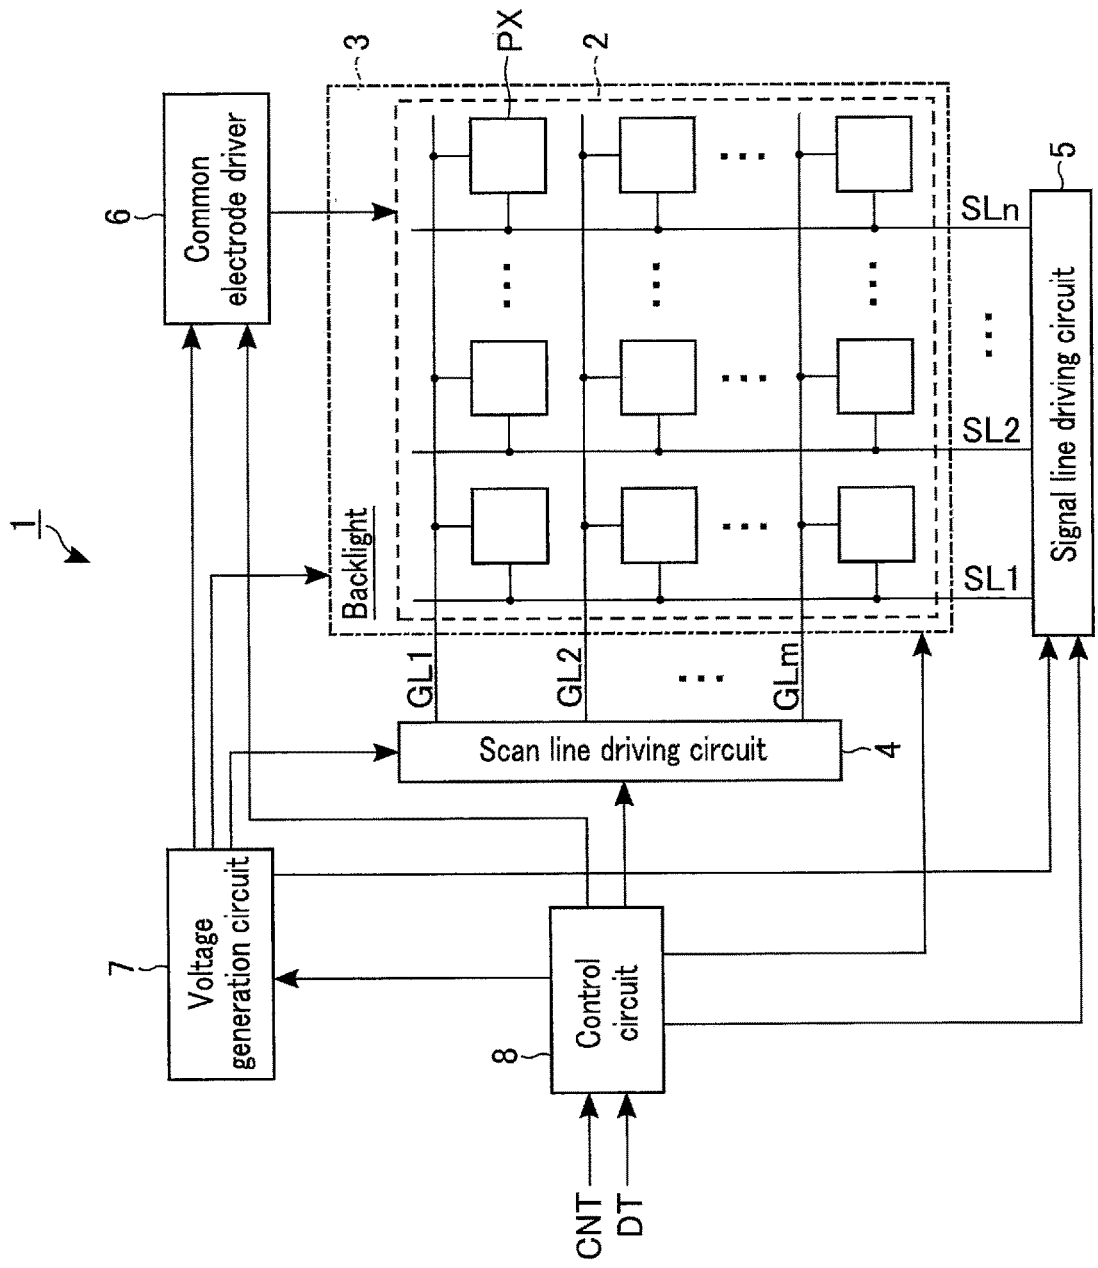 1
6
Common
electrode driver
3
PX
2
Backlight
7
Voltage
generation circuit
GL1
GL2
GLm
Scan line driving circuit
4
8
Control
circuit
CNT
DT
SL1
SL2
SLn
Signal line driving circuit
5